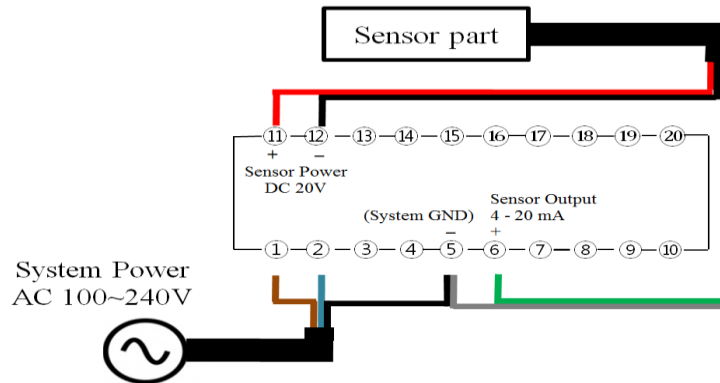 Sensor part
11 12 13 14 15 16 17 18 19 20
+ −
Sensor Power
DC 20V
Sensor Output
(System GND) 4 - 20 mA
− +
1 2 3 4 5 6 7 8 9 10
System Power
AC 100~240V